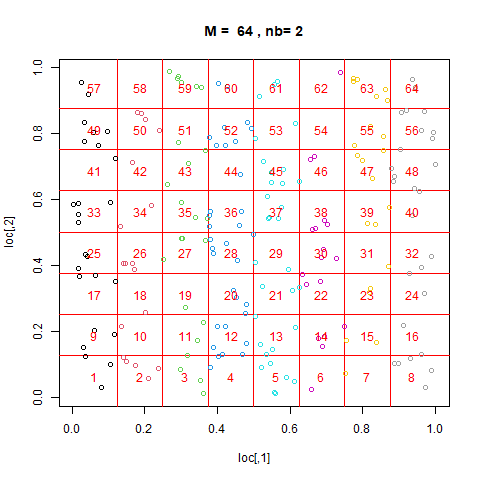 M = 64 , nb= 2
1.0
57 58 59 60 61 62 63 64
0.8
49 50 51 52 53 54 55 56
41 42 43 44 45 46 47 48
0.6
33 34 35 36 37 38 39 40
loc[,2]
25 26 27 28 29 30 31 32
0.4
17 18 19 20 21 22 23 24
0.2
9 10 11 12 13 14 15 16
1 2 3 4 5 6 7 8
0.0
0.0 0.2 0.4 0.6 0.8 1.0
loc[,1]